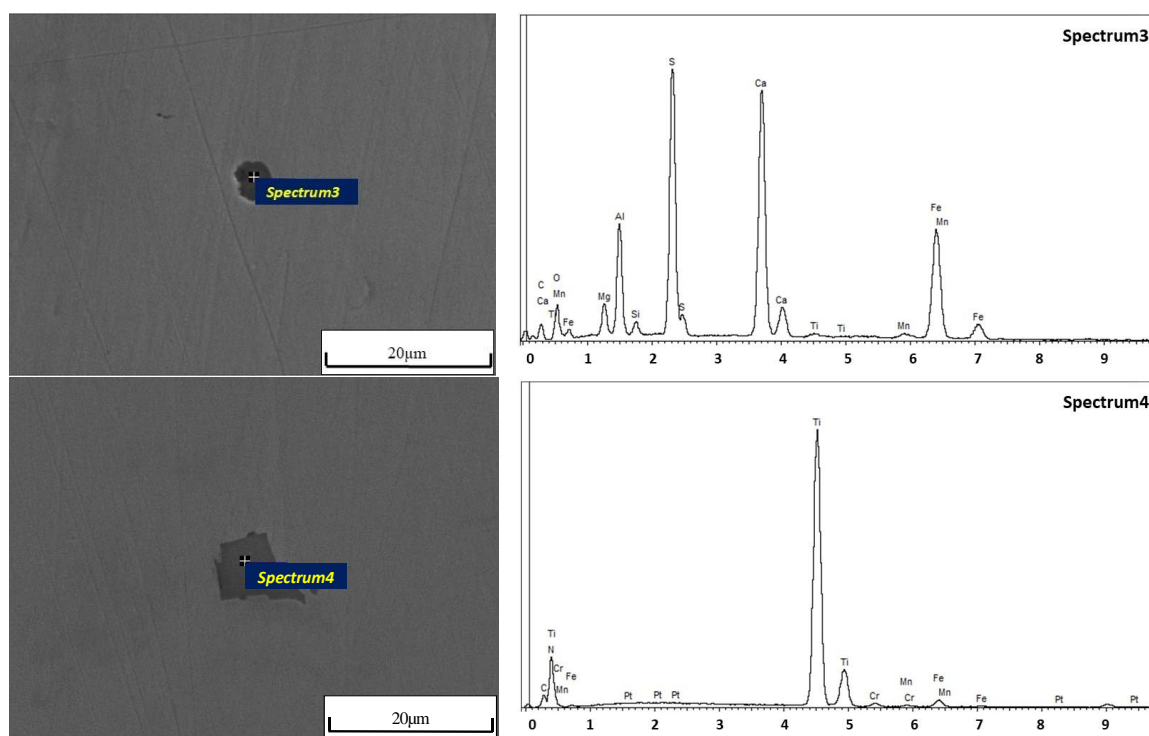 Spectrum3
20μm
Spectrum3
S
Ca
Al
Fe
Mn
O
C
Mn
Ca
Mg
Ti
Fe
Si
S
Ca
Ti
Ti
Mn
Fe
0 1 2 3 4 5 6 7 8 9
Spectrum4
20μm
Spectrum4
Ti
Ti
Ti
N
Cr
Fe
C
Mn
Pt Pt Pt
Cr
Mn
Cr
Fe
Mn
Fe
Pt
Pt
0 1 2 3 4 5 6 7 8 9